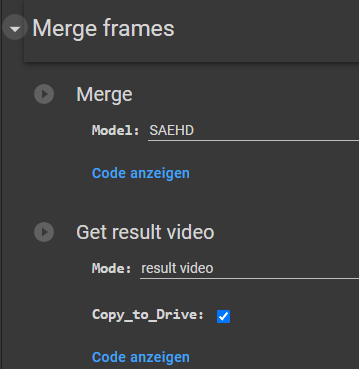 Merge frames
Merge
Model: SAEHD
Code anzeigen
Get result video
Mode: result video
Copy_to_Drive:
Code anzeigen